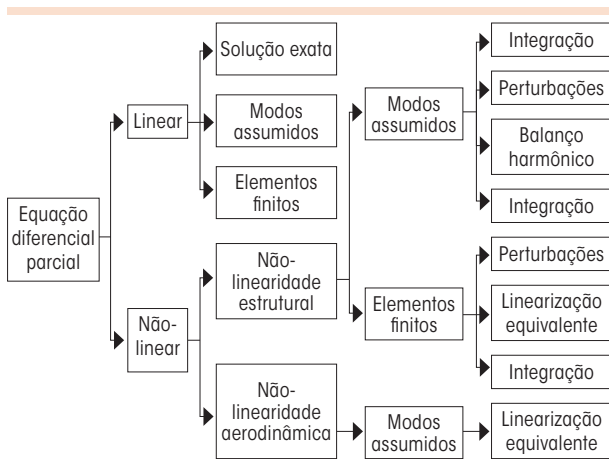 Equação
diferencial
parcial
Linear
Não-
linear
Solução exata
Modos
assumidos
Elementos
finitos
Não-
linearidade
estrutural
Não-
linearidade
aerodinâmica
Modos
assumidos
Elementos
finitos
Modos
assumidos
Integração
Perturbações
Balanço
harmônico
Integração
Perturbações
Linearização
equivalente
Integração
Linearização
equivalente